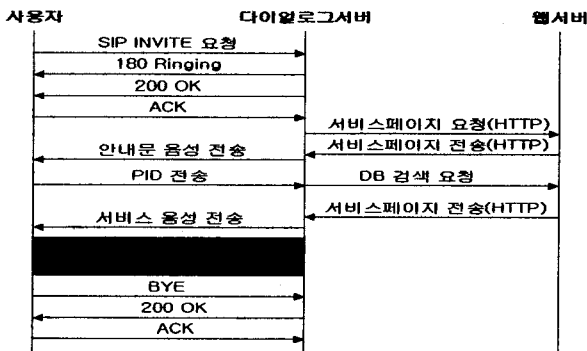 사용자 다이얼로그서버 웹서버
SIP INVITE 요청
180 Ringing
200 OK
ACK
서비스페이지 요청(HTTP)
안내문 음성 전송 서비스페이지 전송(HTTP)
PID 전송 DB 검색 요청
서비스 음성 전송 서비스페이지 전송(HTTP)
BYE
200 OK
ACK